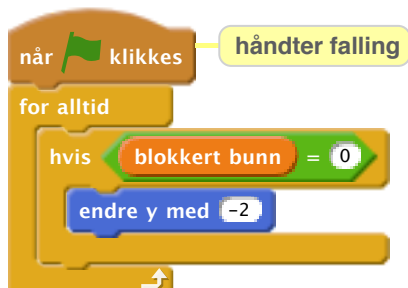 når klikkes
håndter falling
for alltid
hvis blokkert bunn = 0
endre y med -2